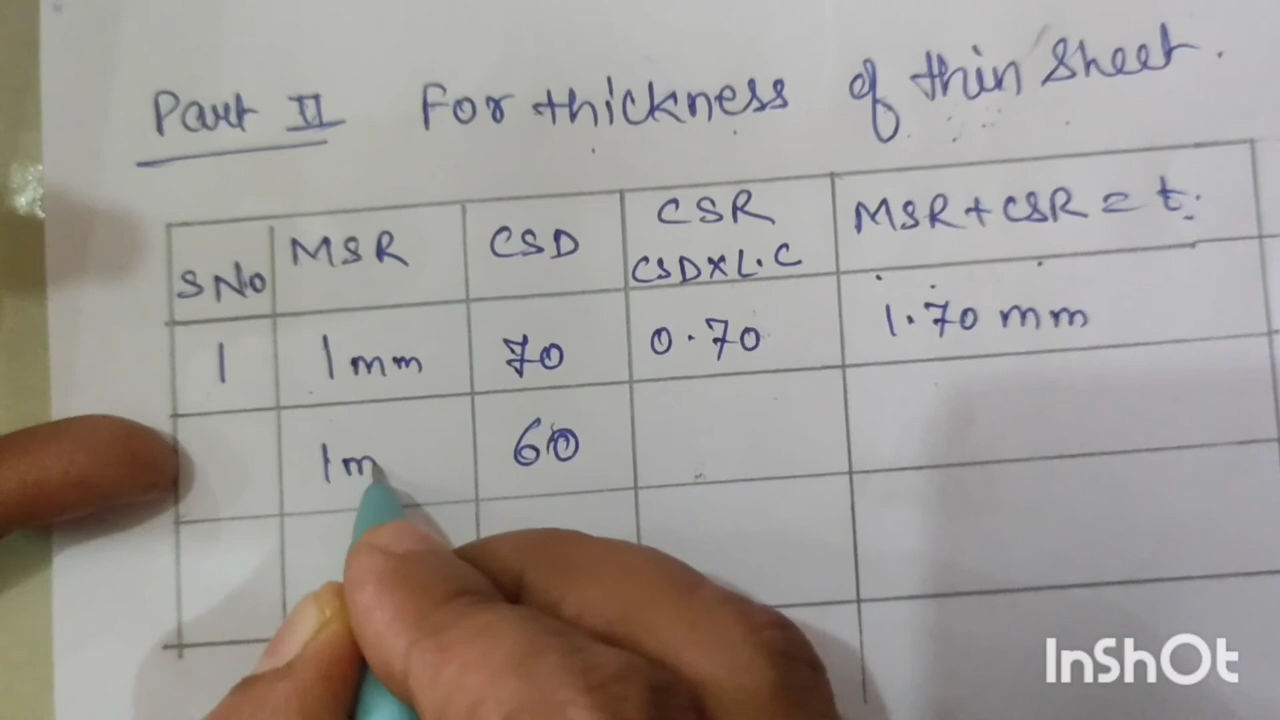 Part II For thickness of thin sheet.
SNo MSR CSD CSR CSD×L.C MSR+CSR=t.
1 1mm 70 0.70 1.70 mm
1m 60
InShOt